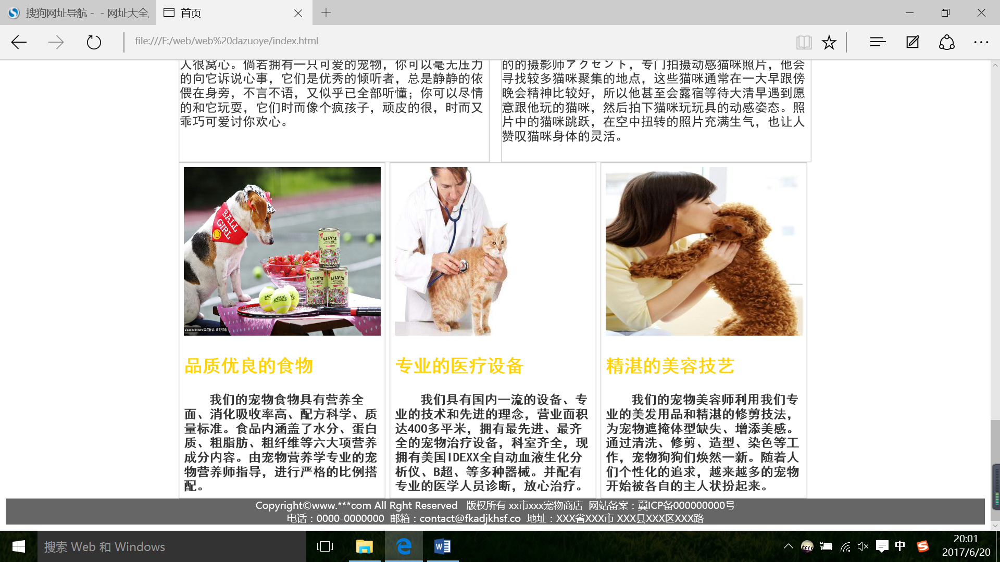 搜狗网址导航 - - 网址大全
首页
file:///F:/web/web%20dazuoye/index.html
人很窝心。倘若拥有一只可爱的宠物，你可以毫无压力
的向它诉说心事，它们是优秀的倾听者，总是静静的依
偎在身旁，不言不语，又似乎已全部听懂；你可以尽情
的和它玩耍，它们时而像个疯孩子，顽皮的很，时而又
乖巧可爱讨你欢心。
的的摄影师アクセント，专门拍摄动感猫咪照片，他会
寻找较多猫咪聚集的地点，这些猫咪通常在一大早跟傍
晚会精神比较好，所以他甚至会露宿等待大清早遇到愿
意跟他玩的猫咪，然后拍下猫咪玩玩具的动感姿态。照
片中的猫咪跳跃，在空中扭转的照片充满生气，也让人
赞叹猫咪身体的灵活。
BALL
GIRL
LILY'S
KITCHEN
LILY'S
KITCHEN
LILY'S
KITCHEN
品质优良的食物
我们的宠物食物具有营养全
面、消化吸收率高、配方科学、质
量标准。食品内涵盖了水分、蛋白
质、粗脂肪、粗纤维等六大项营养
成分内容。由宠物营养学专业的宠
物营养师指导，进行严格的比例搭
配。
专业的医疗设备
我们具有国内一流的设备、专
业的技术和先进的理念，营业面积
达400多平米，拥有最先进、最齐
全的宠物治疗设备，科室齐全，现
拥有美国IDEXX全自动血液生化分
析仪、B超、等多种器械。并配有
专业的医学人员诊断，放心治疗。
精湛的美容技艺
我们的宠物美容师利用我们专
业的美发用品和精湛的修剪技法，
为宠物遮掩体型缺失、增添美感。
通过清洗、修剪、造型、染色等工
作，宠物狗狗们焕然一新。随着人
们个性化的追求，越来越多的宠物
开始被各自的主人状扮起来。
Copyright©www.***com All Rght Reserved 版权所有 xx市xxx宠物商店 网站备案：翼ICP备000000000号
电话：0000-0000000 邮箱：contact@fkadjkhsf.co 地址：XXX省XXX市 XXX县XXX区XXX路
搜索 Web 和 Windows
中
20:01
2017/6/20